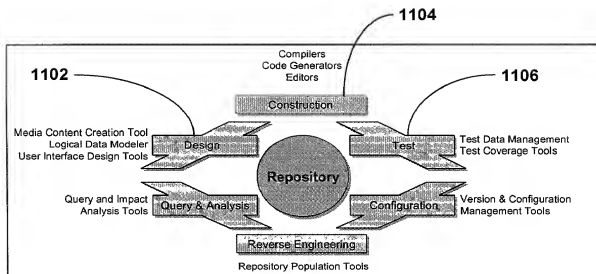 1104
Compilers
Code Generators
Editors
1102
1106
Construction
Media Content Creation Tool
Logical Data Modeler
User Interface Design Tools
Design
Test
Test Data Management
Test Coverage Tools
Repository
Query and Impact
Analysis Tools
Query & Analysis
Configuration
Version & Configuration
Management Tools
Reverse Engineering
Repository Population Tools